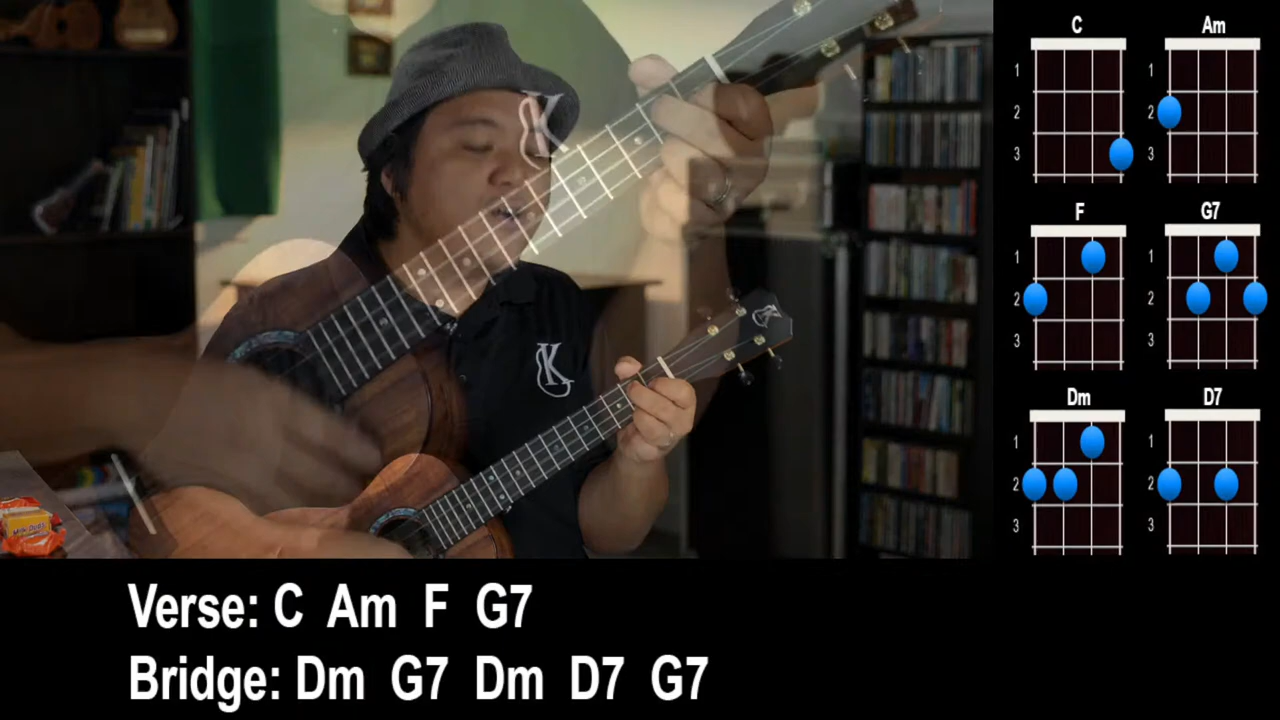 C Am
1 1
2 2
3 3
F G7
1 1
2 2
3 3
Dm D7
1 1
2 2
3 3
K
K
Verse: C Am F G7
Bridge: Dm G7 Dm D7 G7